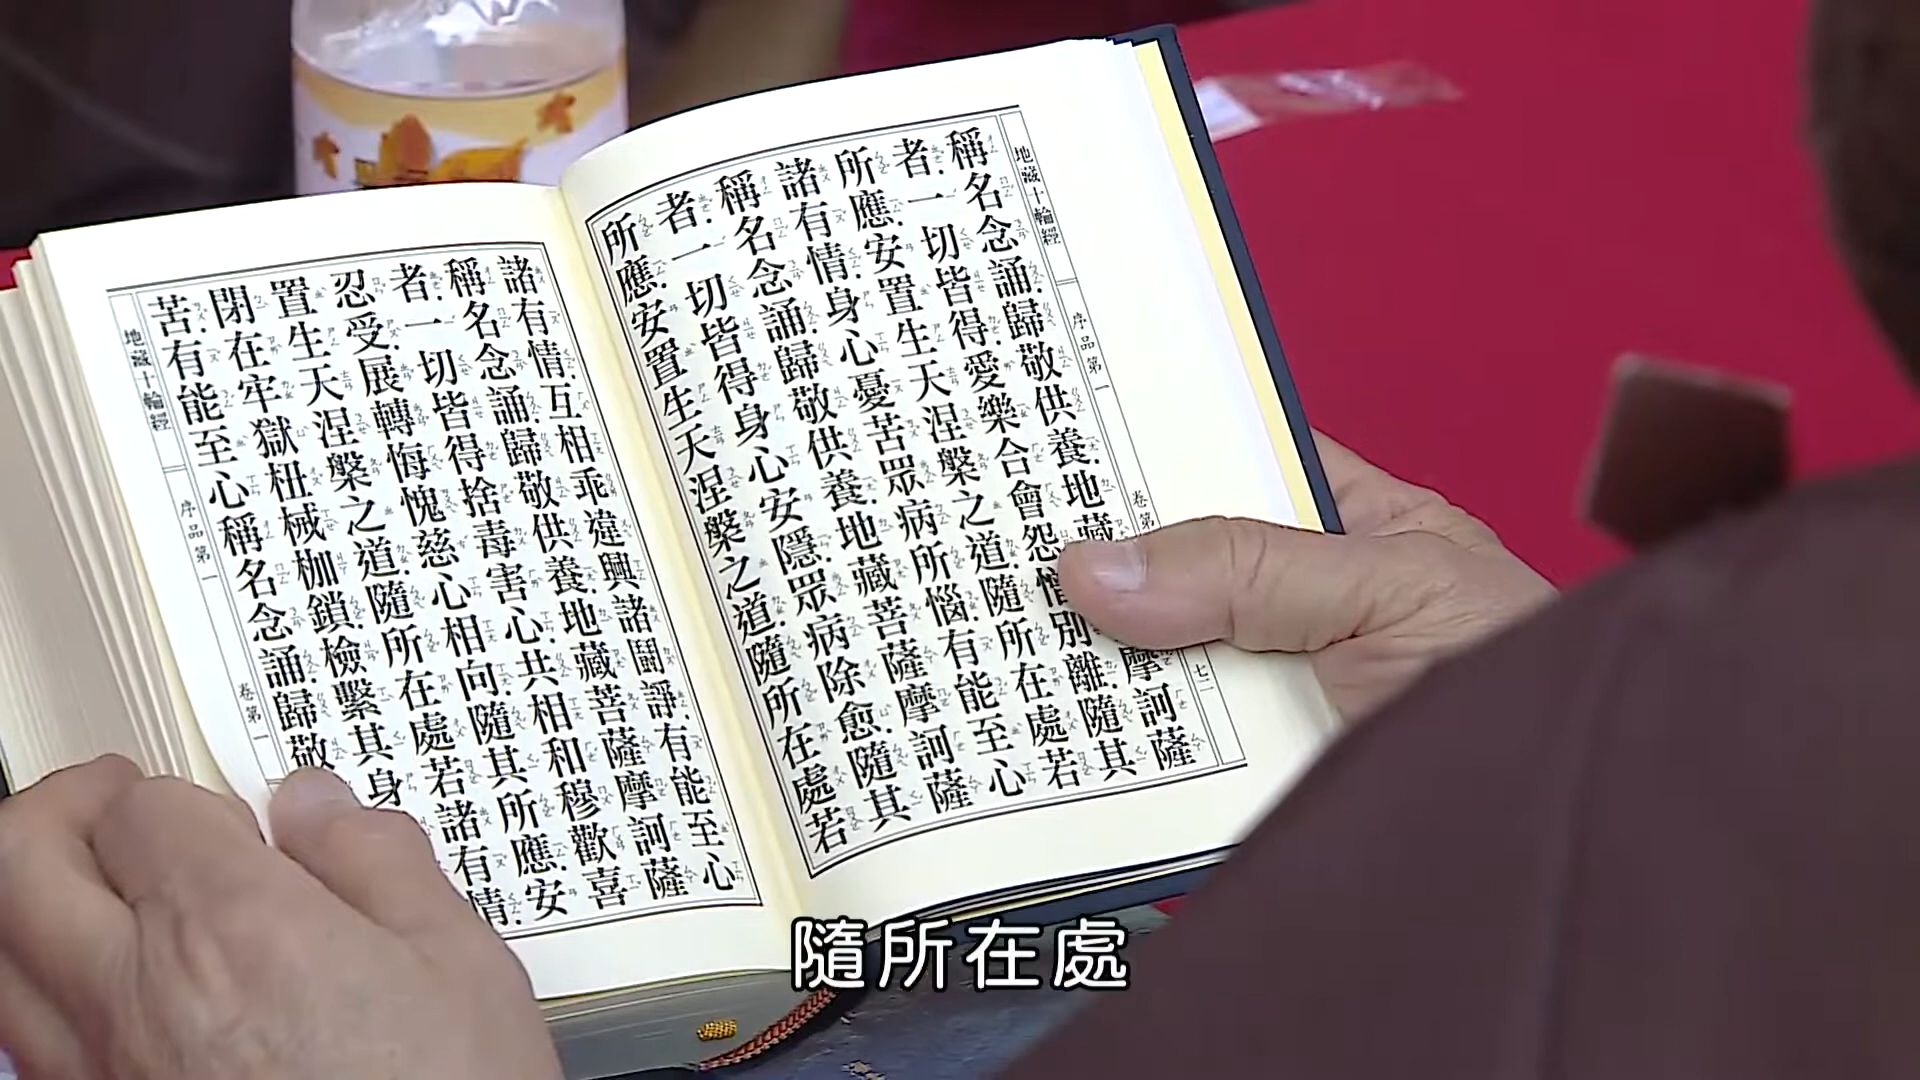 地藏十輪經
序品第一
卷第
七二
稱名念誦歸敬供養.地藏
摩訶薩
者.一切皆得愛樂合會怨憎別離.隨其
所應.安置生天涅槃之道.隨所在處若
諸有情.身心憂苦眾病所惱.有能至心
稱名念誦歸敬供養.地藏菩薩摩訶薩
者.一切皆得身心安隱.眾病除愈.隨其
所應.安置生天涅槃之道.隨所在處若
諸有情.互相乖違興諸鬪諍.有能至心
稱名念誦歸敬供養.地藏菩薩摩訶薩
者.一切皆得捨毒害心.共相和穆歡喜
忍受.展轉悔愧慈心相向.隨其所應.安
置生天涅槃之道.隨所在處若諸有情.
閉在牢獄杻械枷鎖.檢繫其身
苦.有能至心稱名念誦.歸敬
地藏十輪經
序品第一
卷第一
隨所在處